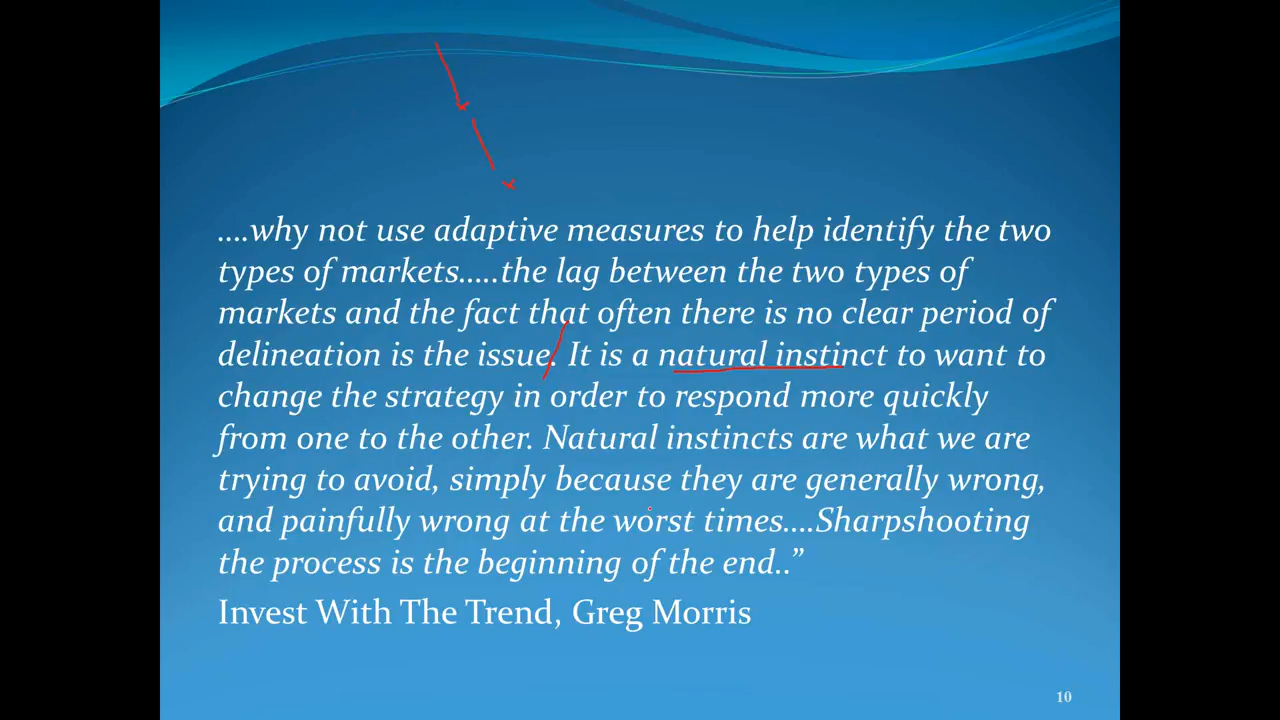 ….why not use adaptive measures to help identify the two
types of markets…..the lag between the two types of
markets and the fact that often there is no clear period of
delineation is the issue. It is a natural instinct to want to
change the strategy in order to respond more quickly
from one to the other. Natural instincts are what we are
trying to avoid, simply because they are generally wrong,
and painfully wrong at the worst times….Sharpshooting
the process is the beginning of the end..”
Invest With The Trend, Greg Morris
10